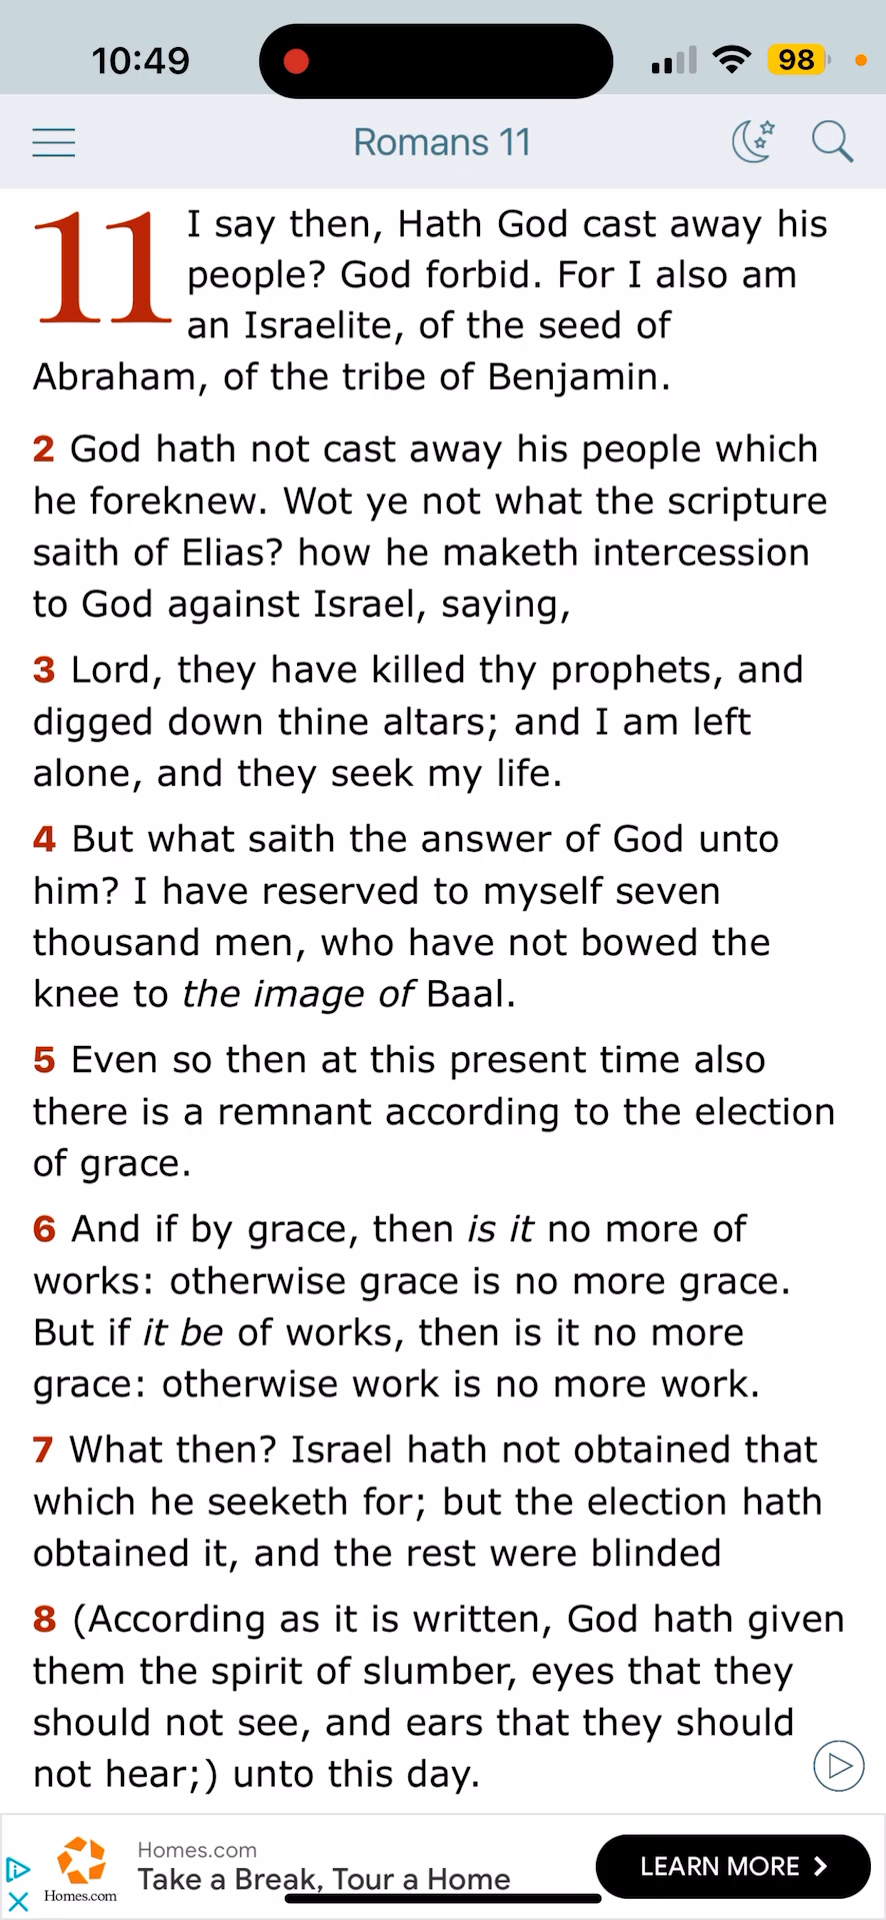 10:49
98
Romans 11
11 I say then, Hath God cast away his
people? God forbid. For I also am
an Israelite, of the seed of
Abraham, of the tribe of Benjamin.
2 God hath not cast away his people which
he foreknew. Wot ye not what the scripture
saith of Elias? how he maketh intercession
to God against Israel, saying,
3 Lord, they have killed thy prophets, and
digged down thine altars; and I am left
alone, and they seek my life.
4 But what saith the answer of God unto
him? I have reserved to myself seven
thousand men, who have not bowed the
knee to the image of Baal.
5 Even so then at this present time also
there is a remnant according to the election
of grace.
6 And if by grace, then is it no more of
works: otherwise grace is no more grace.
But if it be of works, then is it no more
grace: otherwise work is no more work.
7 What then? Israel hath not obtained that
which he seeketh for; but the election hath
obtained it, and the rest were blinded
8 (According as it is written, God hath given
them the spirit of slumber, eyes that they
should not see, and ears that they should
not hear;) unto this day.
Homes.com
Homes.com
Take a Break, Tour a Home
LEARN MORE